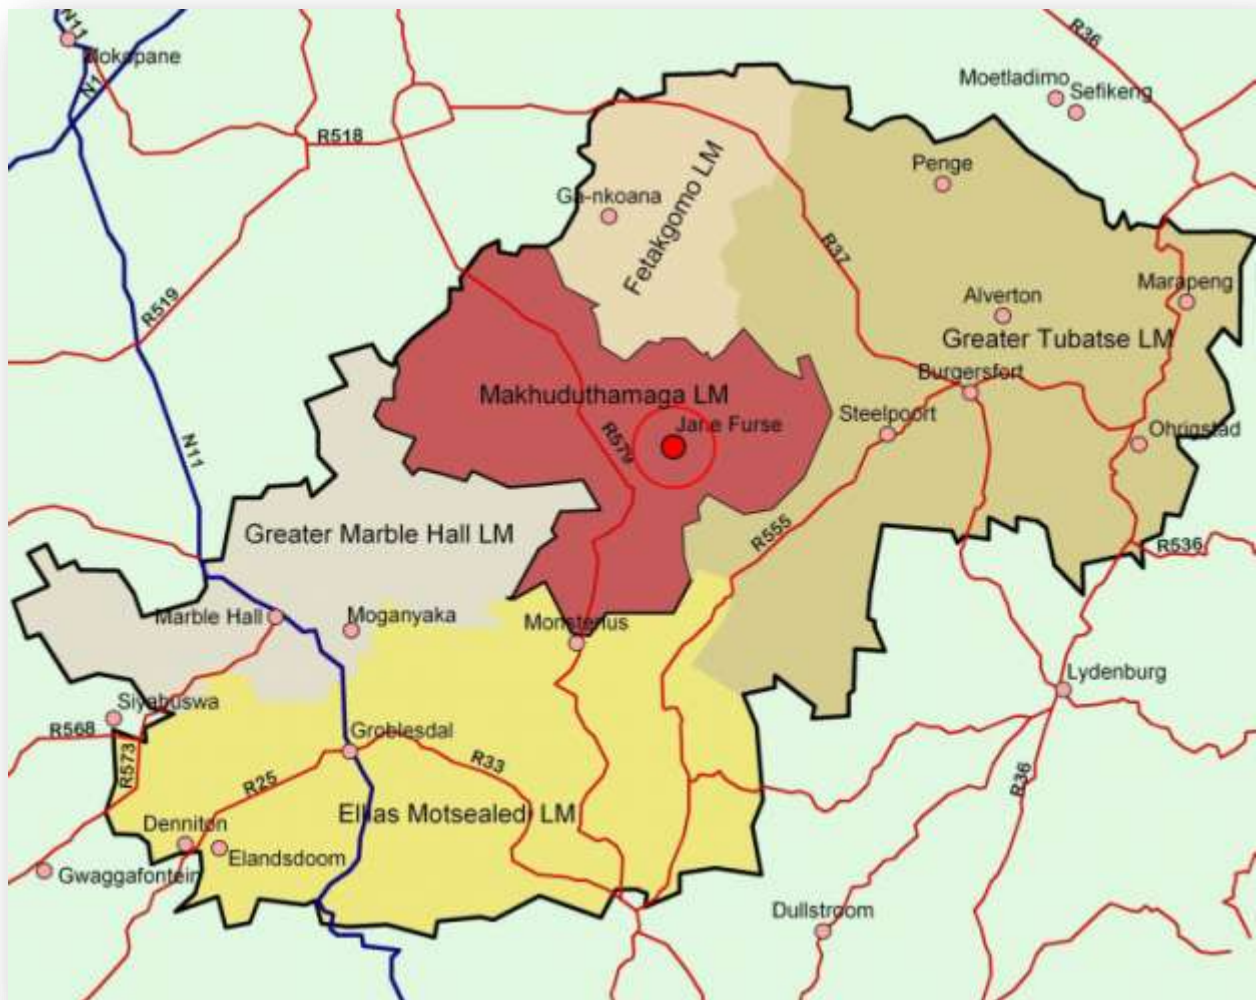 N11
R36
Mokopane
N1
Moetladimo
Sefikeng
R518
Penge
Ga-nkoana
Fetakgomo LM
R37
R519
Marapeng
Alverton
Greater Tubatse LM
Burgersfort
Makhuduthamaga LM
Steelpoort
Jane Furse
R579
Ohrigstad
N11
Greater Marble Hall LM
R555
R536
Marble Hall
Moganyaka
Monsterlus
Lydenburg
Siyabuswa
R568
Groblesdal
R573
R33
R25
R36
Elias Motsealedi LM
Denniton
Elandsdoom
Gwaggafontein
Dullstroom